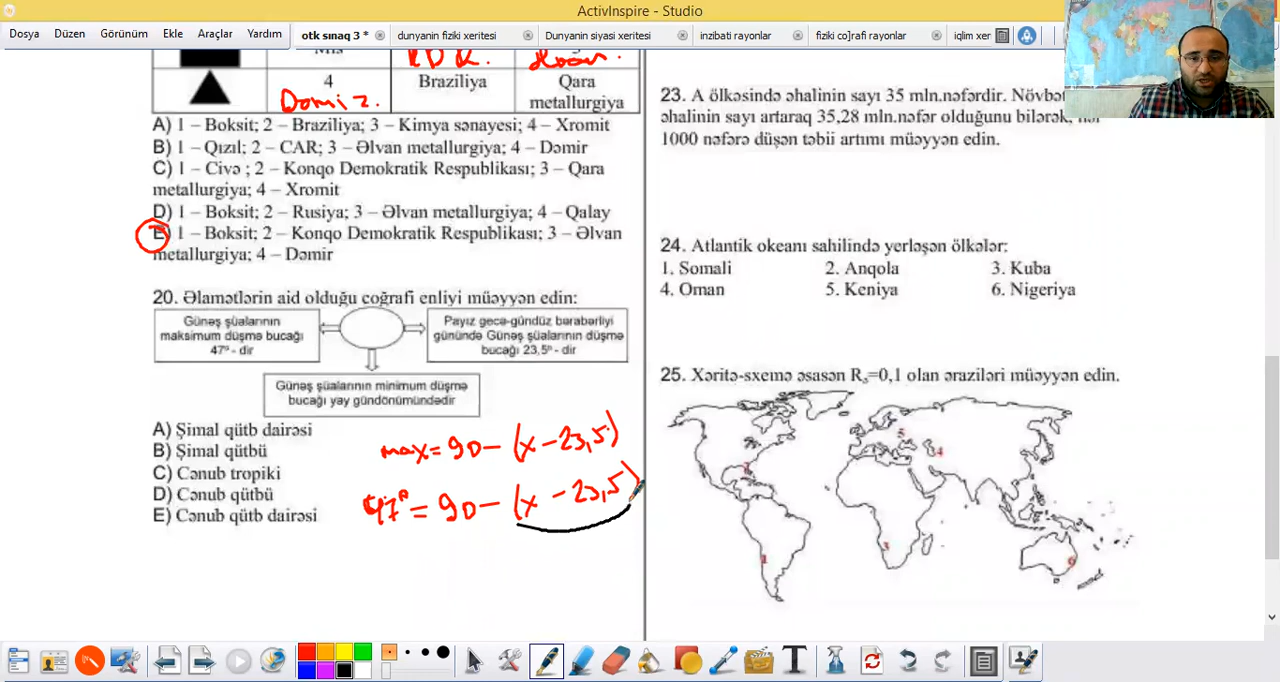 ActivInspire - Studio
Dosya Düzen Görünüm Ekle Araçlar Yardım otk sınaq 3 * dunyanin fiziki xeritesi Dunyanin siyasi xeritesi inzibati rayonlar fiziki co]rafi rayonlar iqlim xer
Mis
4
Dəmir.
Braziliya
Qara
metallurgiya
A) 1 – Boksit; 2 – Braziliya; 3 – Kimya sənayesi; 4 – Xromit
B) 1 – Qızıl; 2 – CAR; 3 – Əlvan metallurgiya; 4 – Dəmir
C) 1 – Civə ; 2 – Konqo Demokratik Respublikası; 3 – Qara
metallurgiya; 4 – Xromit
D) 1 – Boksit; 2 – Rusiya; 3 – Əlvan metallurgiya; 4 – Qalay
E) 1 – Boksit; 2 – Konqo Demokratik Respublikası; 3 – Əlvan
metallurgiya; 4 – Dəmir
20. Əlamətlərin aid olduğu coğrafi enliyi müəyyən edin:
Günəş şüalarının
maksimum düşmə bucağı
47º - dir
Payız gecə-gündüz bərabərliyi
günündə Günəş şüalarının düşmə
bucağı 23,5º - dir
Günəş şüalarının minimum düşmə
bucağı yay gündönümündədir
A) Şimal qütb dairəsi
B) Şimal qütbü
C) Cənub tropiki
D) Cənub qütbü
E) Cənub qütb dairəsi
max = 90 – (x – 23,5)
47° = 90 – (x – 23,5)
23. A ölkəsində əhalinin sayı 35 mln.nəfərdir.
əhalinin sayı artaraq 35,28 mln.nəfər olduğunu bilərək, hər
1000 nəfərə düşən təbii artımı müəyyən edin.
24. Atlantik okeanı sahilində yerləşən ölkələr:
1. Somali 2. Anqola 3. Kuba
4. Oman 5. Keniya 6. Nigeriya
25. Xəritə-sxemə əsasən Rə=0,1 olan əraziləri müəyyən edin.
5
4
2
3
1
6